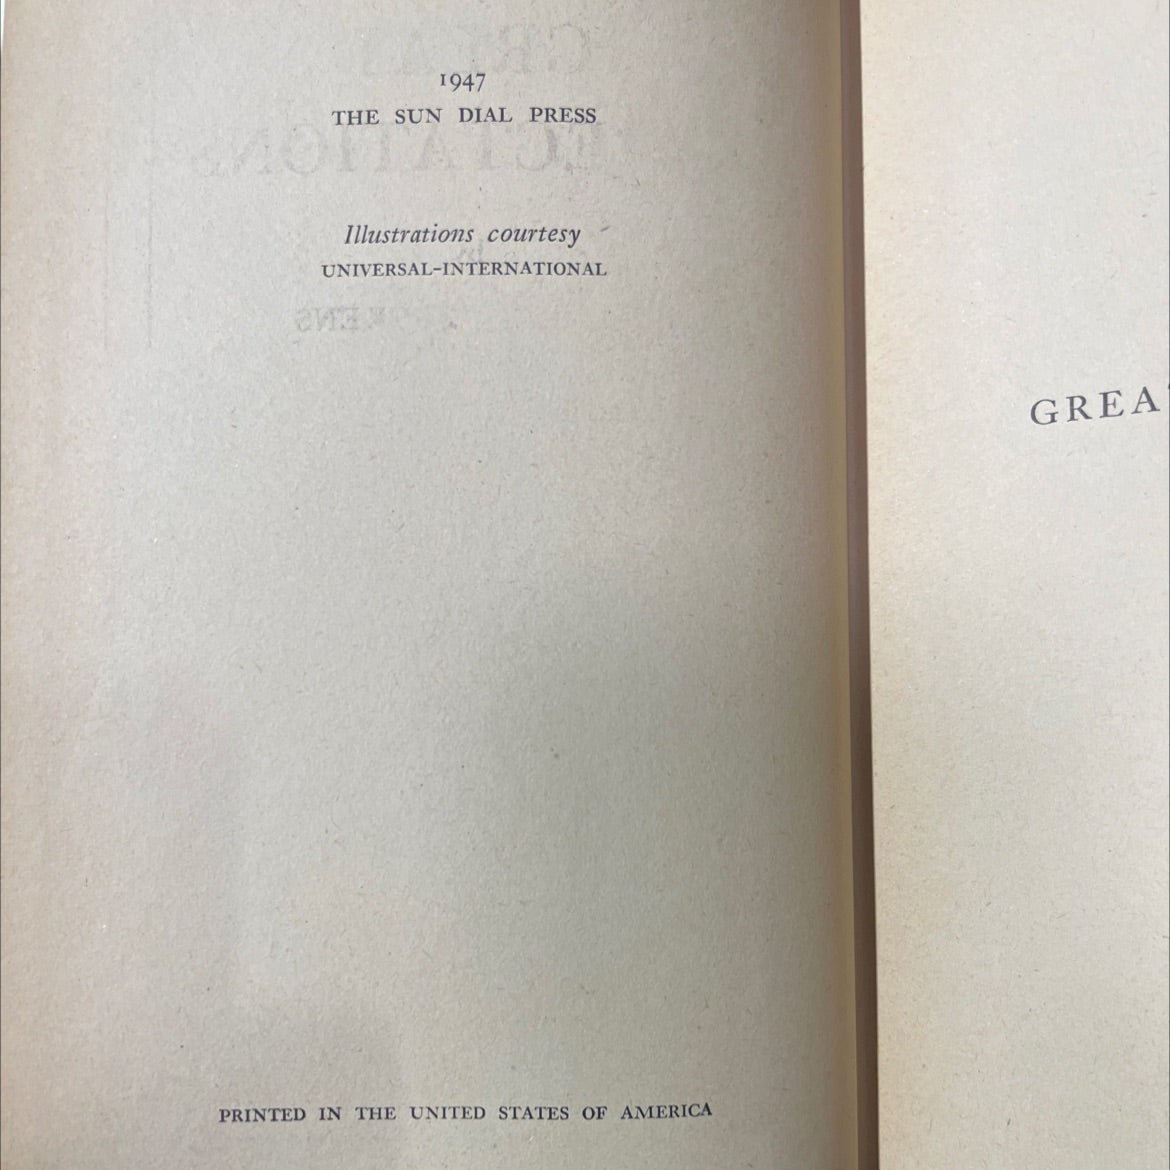 1947
THE SUN DIAL PRESS
Illustrations courtesy
UNIVERSAL-INTERNATIONAL
PRINTED IN THE UNITED STATES OF AMERICA
GREA